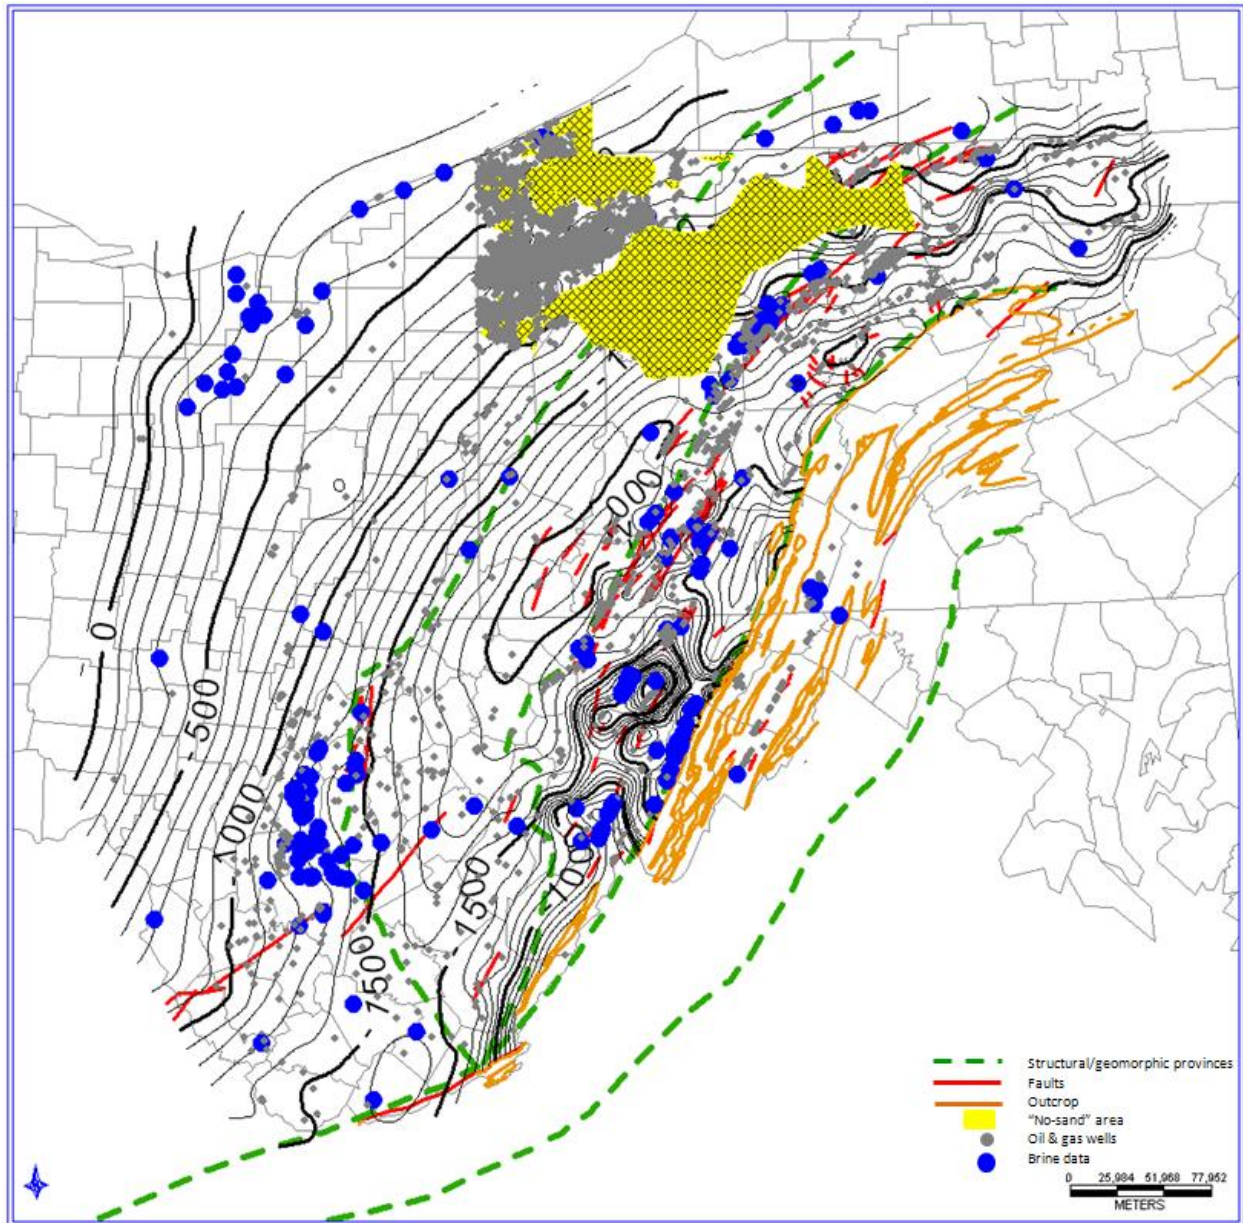 -2000
0
-500
-1000
-1500
-1000
-1500
Structural/geomorphic provinces
Faults
Outcrop
"No-sand" area
Oil & gas wells
Brine data
0 25,984 51,968 77,952
METERS